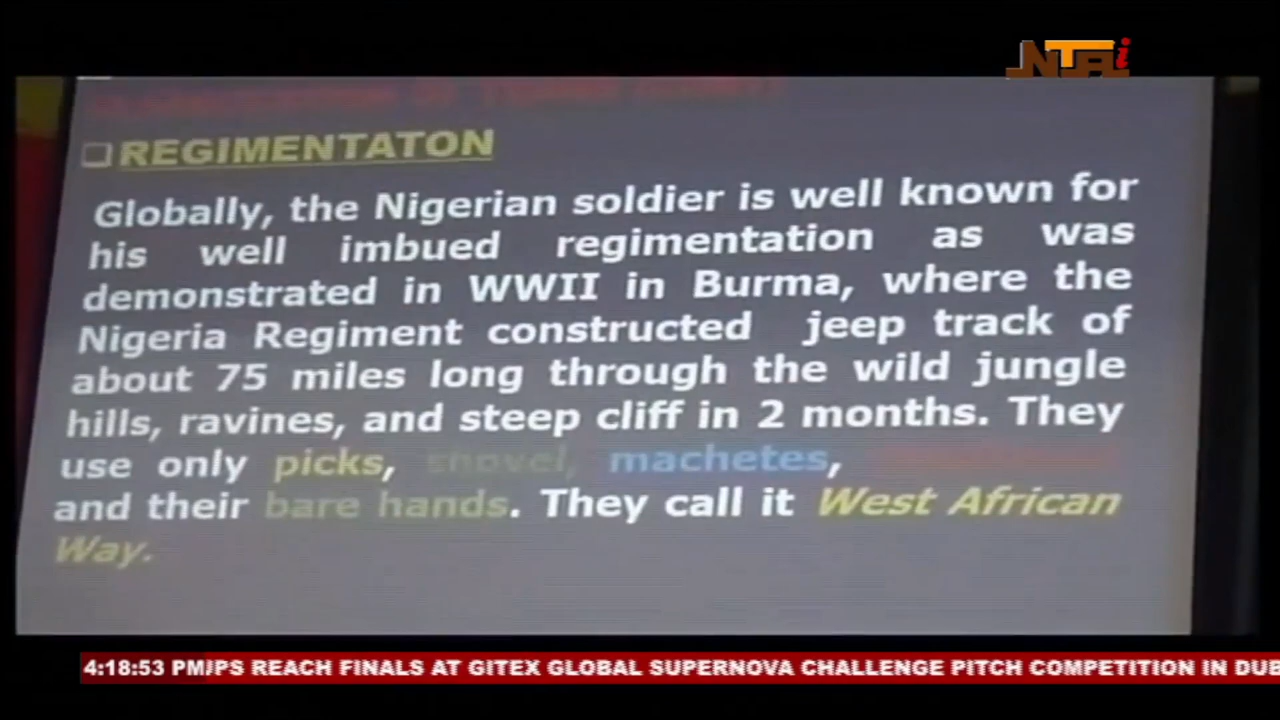 NTAi
REGIMENTATON
Globally, the Nigerian soldier is well known for
his well imbued regimentation as was
demonstrated in WWII in Burma, where the
Nigeria Regiment constructed jeep track of
about 75 miles long through the wild jungle
hills, ravines, and steep cliff in 2 months. They
use only picks, shovel, machetes,
and their bare hands. They call it West African
Way.
4:18:53 PM JPS REACH FINALS AT GITEX GLOBAL SUPERNOVA CHALLENGE PITCH COMPETITION IN DUB